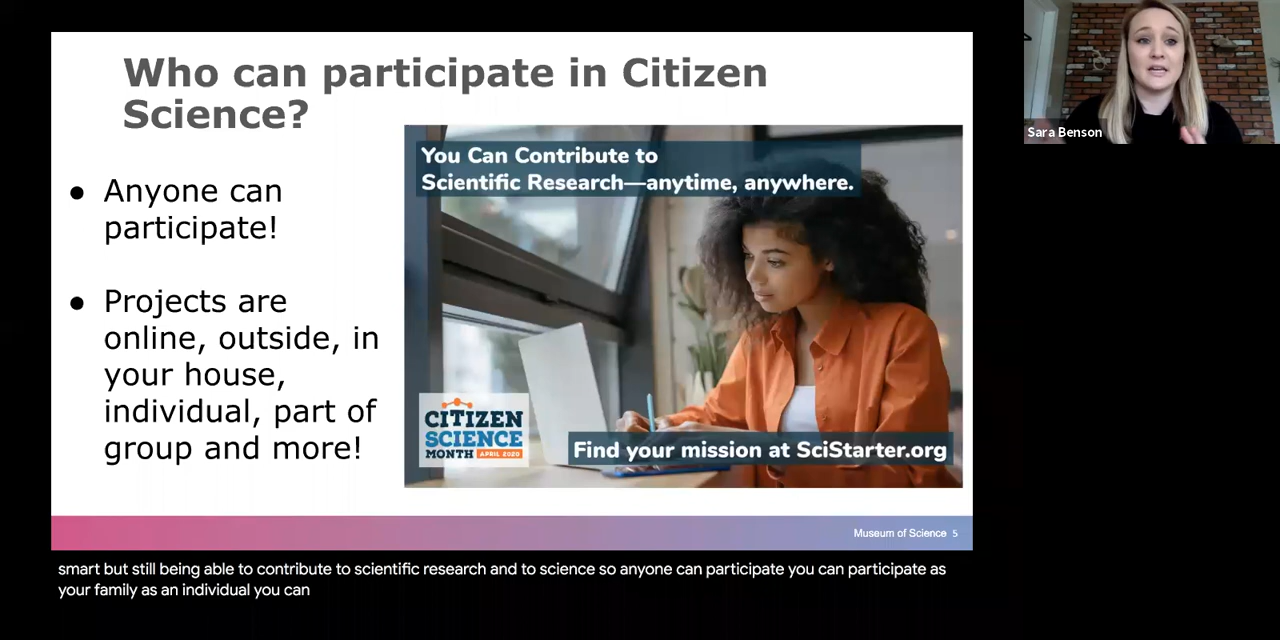 Who can participate in Citizen
Science?
● Anyone can
participate!
● Projects are
online, outside, in
your house,
individual, part of
group and more!
You Can Contribute to
Scientific Research—anytime, anywhere.
CITIZEN
SCIENCE
MONTH APRIL 2020
Find your mission at SciStarter.org
Museum of Science 5
Sara Benson
smart but still being able to contribute to scientific research and to science so anyone can participate you can participate as
your family as an individual you can